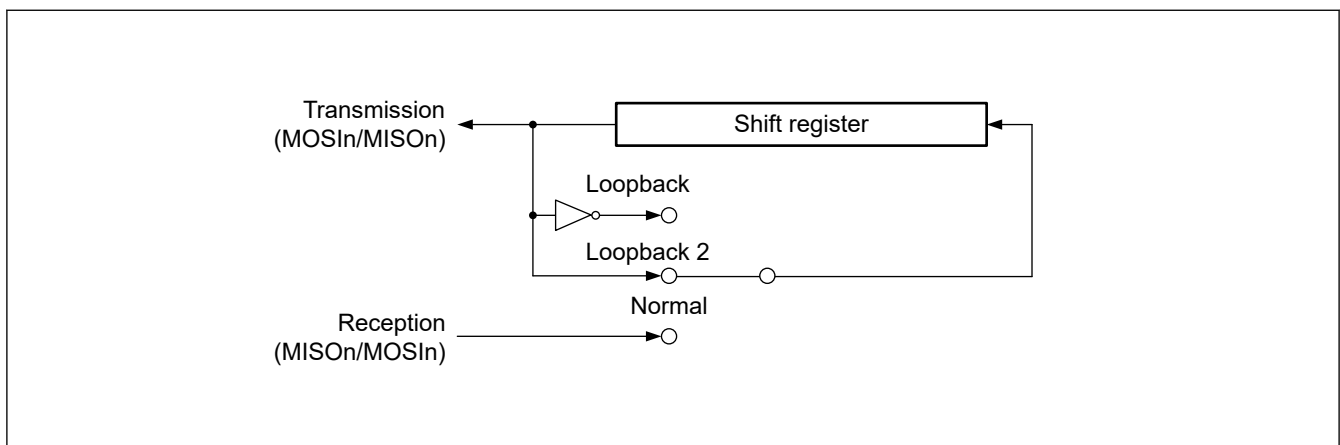 Transmission
(MOSIn/MISOn)
Shift register
Loopback
Loopback 2
Normal
Reception
(MISOn/MOSIn)